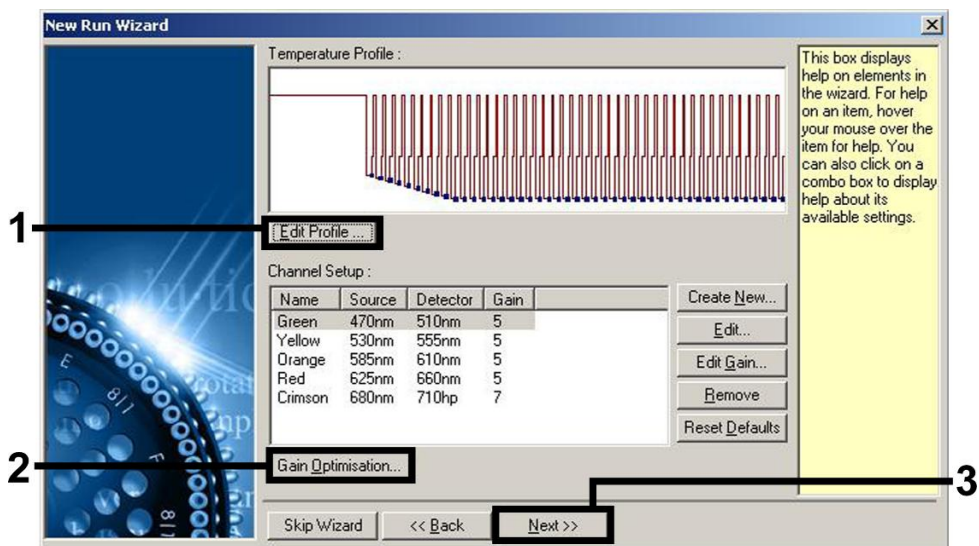 New Run Wizard
Temperature Profile :
This box displays
help on elements in
the wizard. For help
on an item, hover
your mouse over the
item for help. You
can also click on a
combo box to display
help about its
available settings.
1
Edit Profile ...
Channel Setup :
Name Source Detector Gain
Green 470nm 510nm 5
Yellow 530nm 555nm 5
Orange 585nm 610nm 5
Red 625nm 660nm 5
Crimson 680nm 710hp 7
Create New...
Edit...
Edit Gain...
Remove
Reset Defaults
2
Gain Optimisation...
3
Skip Wizard
<< Back
Next >>
E
8/1
F
8/1